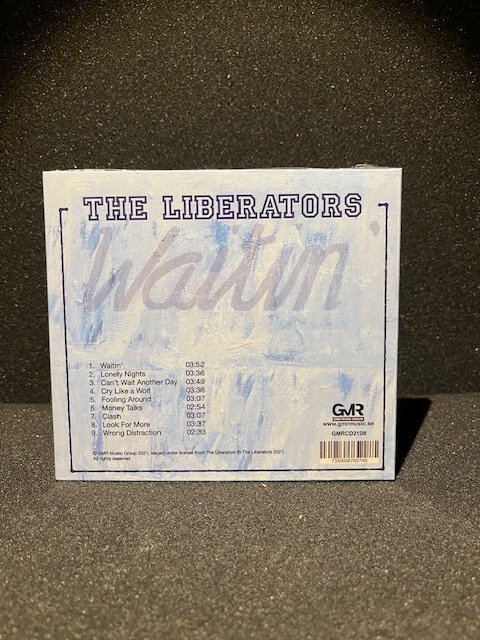 THE LIBERATORS
Waitin'
1. Waitin' 03:52
2. Lonely Nights 03:36
3. Can't Wait Another Day 03:49
4. Cry Like a Wolf 03:36
5. Fooling Around 03:07
6. Money Talks 02:54
7. Clash 03:07
8. Look For More 03:37
9. Wrong Distraction 02:33
GMR
GMR MUSIC GROUP
www.gmrmusic.se
GMRCD2108
© GMR Music Group 2021, issued under license from The Liberators ℗ The Liberators 2021.
All rights reserved